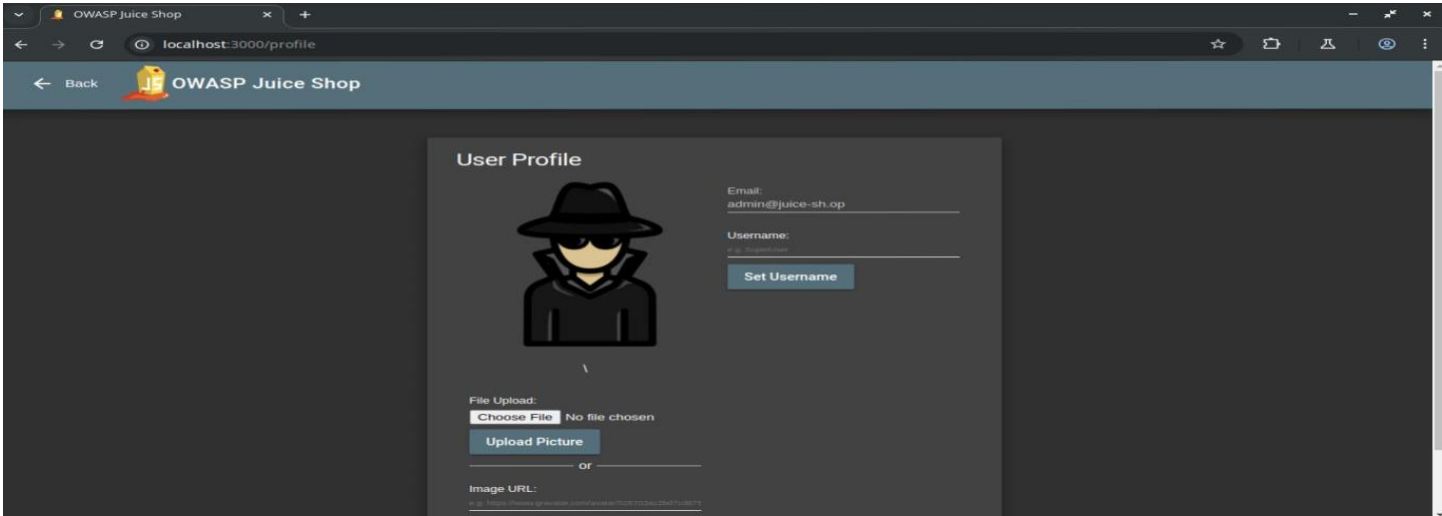 OWASP Juice Shop
localhost:3000/profile
Back
OWASP Juice Shop
User Profile
Email:
admin@juice-sh.op
Username:
Set Username
\
File Upload:
Choose File No file chosen
Upload Picture
or
Image URL: